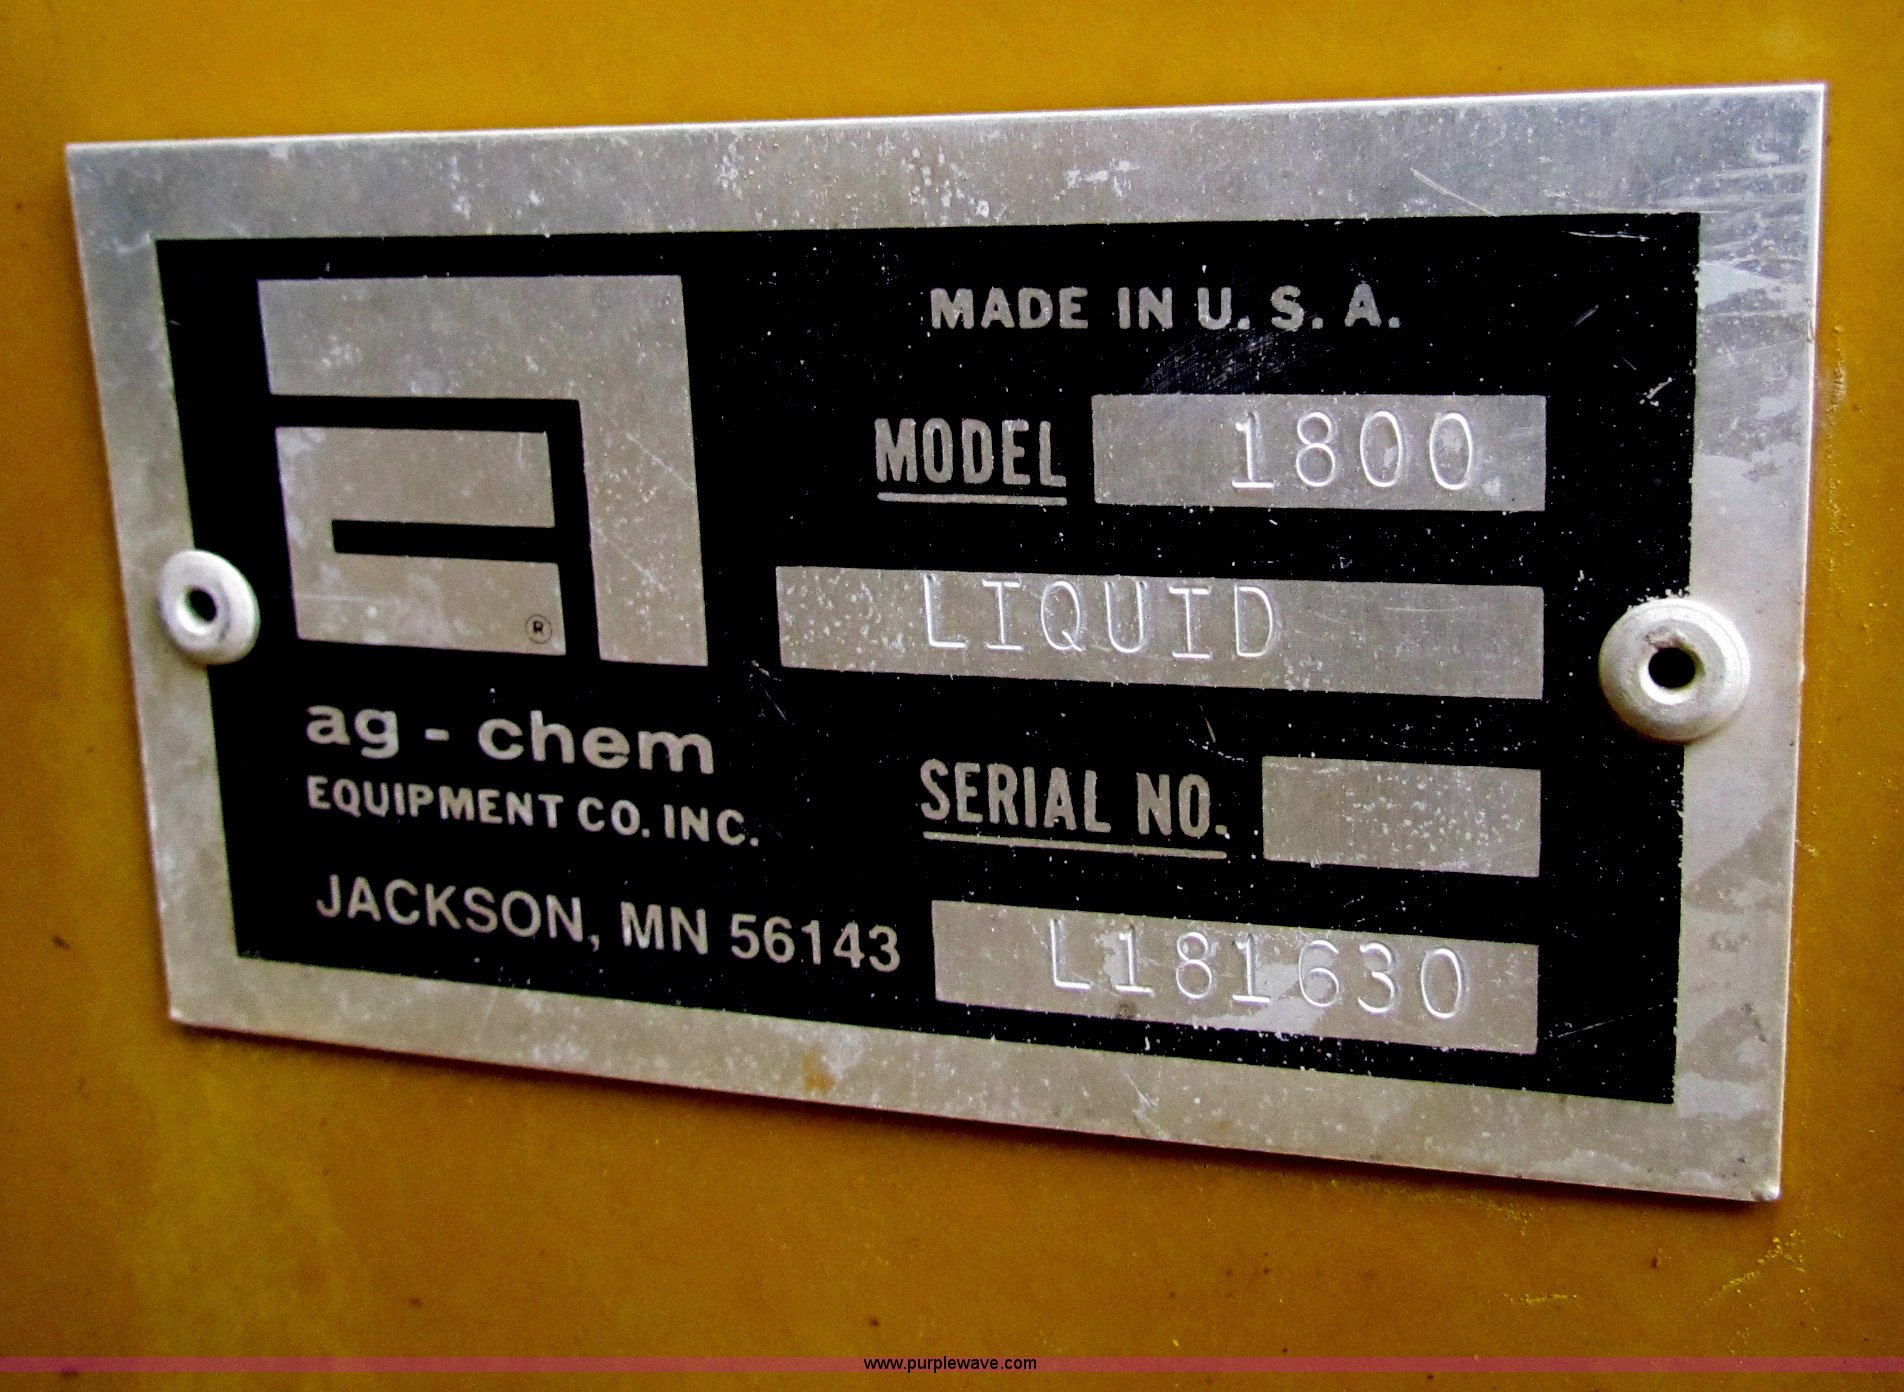 MADE IN U. S. A.
MODEL 1800
LIQUID
®
ag - chem
EQUIPMENT CO. INC.
JACKSON, MN 56143
SERIAL NO.
L181630
www.purplewave.com